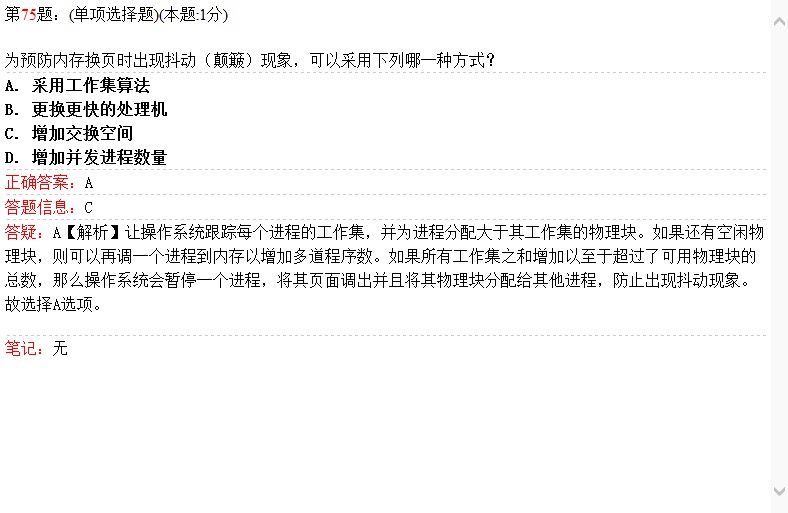 第75题：(单项选择题)(本题:1分)
为预防内存换页时出现抖动（颠簸）现象，可以采用下列哪一种方式？
A. 采用工作集算法
B. 更换更快的处理机
C. 增加交换空间
D. 增加并发进程数量
正确答案：A
答题信息：C
答疑：A【解析】让操作系统跟踪每个进程的工作集，并为进程分配大于其工作集的物理块。如果还有空闲物
理块，则可以再调一个进程到内存以增加多道程序数。如果所有工作集之和增加以至于超过了可用物理块的
总数，那么操作系统会暂停一个进程，将其页面调出并且将其物理块分配给其他进程，防止出现抖动现象。
故选择A选项。
笔记：无